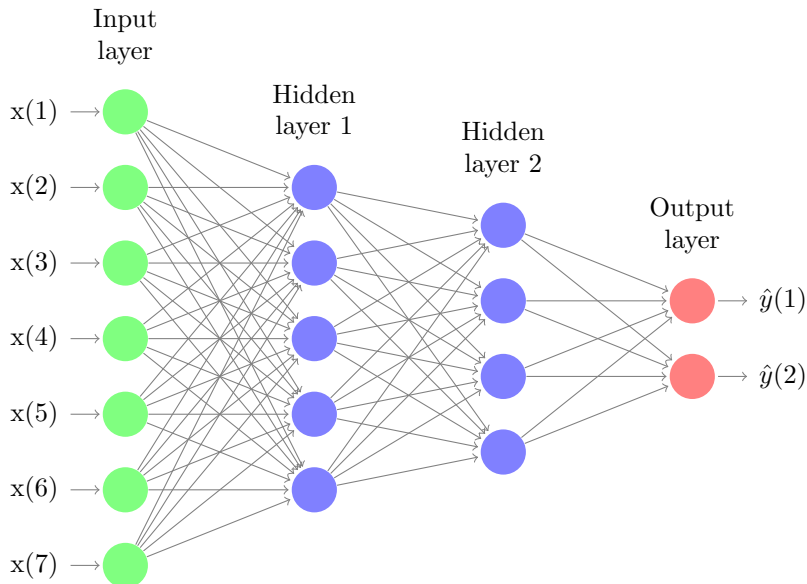 Input
layer
Hidden
layer 1
Hidden
layer 2
Output
layer
x(1)
x(2)
x(3)
x(4)
x(5)
x(6)
x(7)
ŷ(1)
ŷ(2)